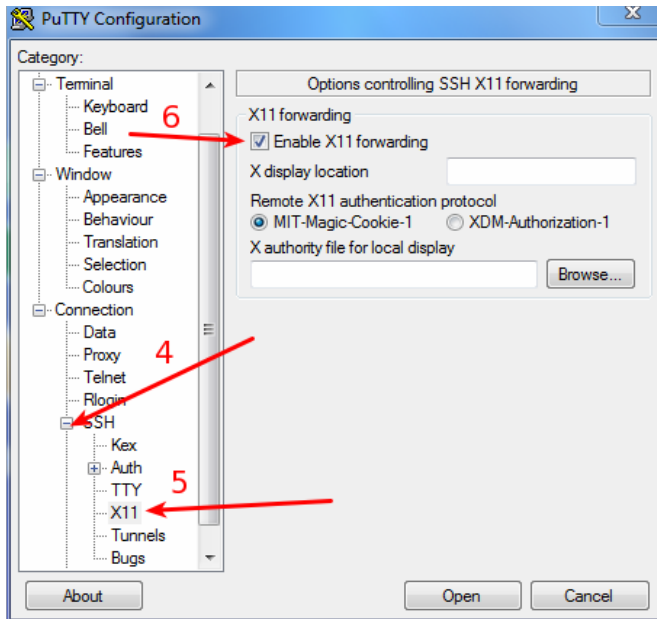 PuTTY Configuration
Category:
Terminal
Keyboard
Bell
Features
Window
Appearance
Behaviour
Translation
Selection
Colours
Connection
Data
Proxy
Telnet
Rlogin
SSH
Kex
Auth
TTY
X11
Tunnels
Bugs
6
4
5
Options controlling SSH X11 forwarding
X11 forwarding
Enable X11 forwarding
X display location
Remote X11 authentication protocol
MIT-Magic-Cookie-1 XDM-Authorization-1
X authority file for local display
Browse...
About Open Cancel